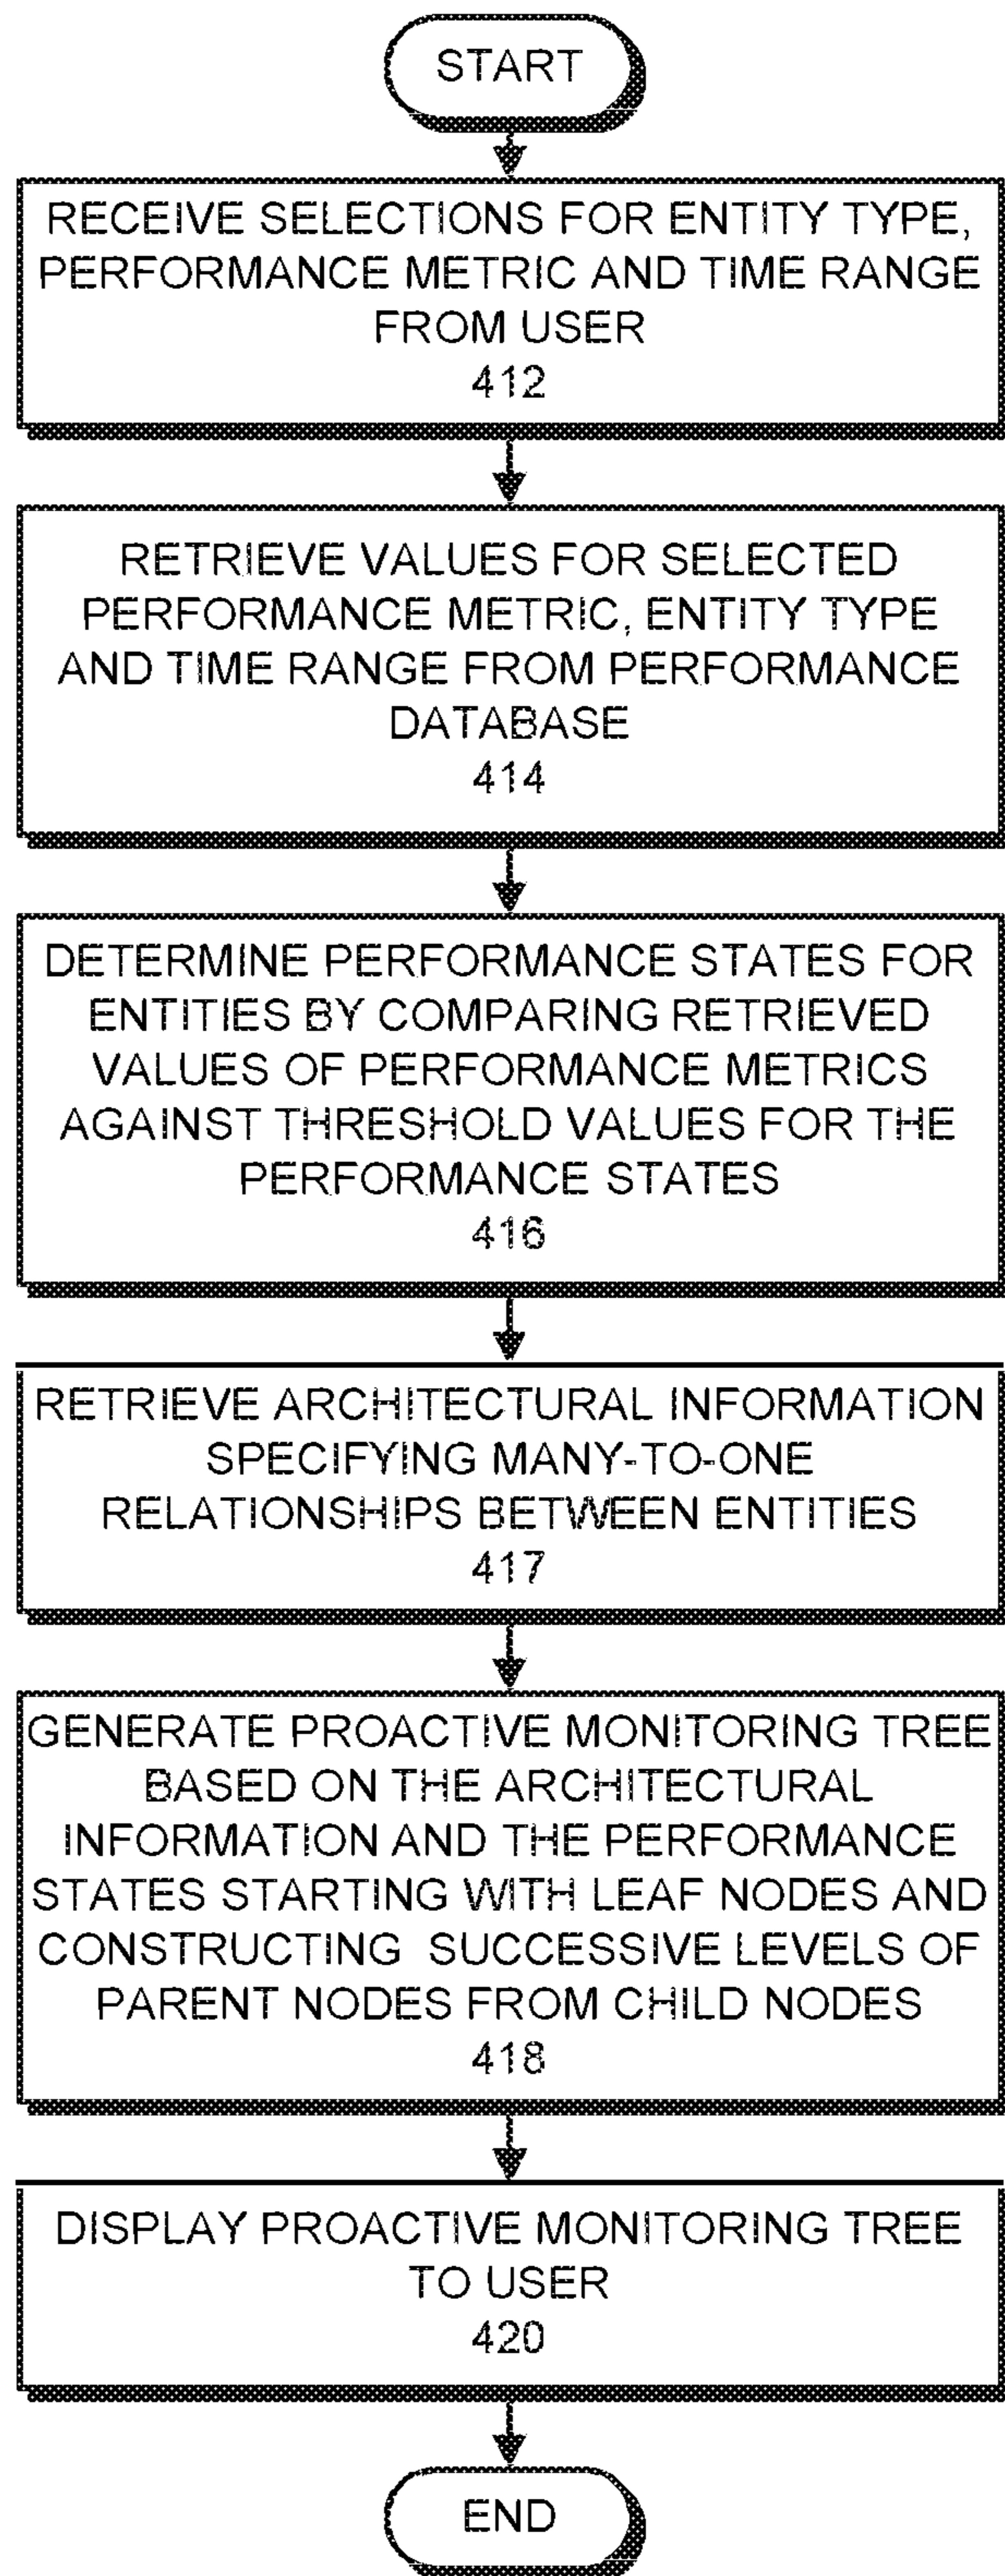 START
RECEIVE SELECTIONS FOR ENTITY TYPE,
PERFORMANCE METRIC AND TIME RANGE
FROM USER
412
RETRIEVE VALUES FOR SELECTED
PERFORMANCE METRIC, ENTITY TYPE
AND TIME RANGE FROM PERFORMANCE
DATABASE
414
DETERMINE PERFORMANCE STATES FOR
ENTITIES BY COMPARING RETRIEVED
VALUES OF PERFORMANCE METRICS
AGAINST THRESHOLD VALUES FOR THE
PERFORMANCE STATES
416
RETRIEVE ARCHITECTURAL INFORMATION
SPECIFYING MANY-TO-ONE
RELATIONSHIPS BETWEEN ENTITIES
417
GENERATE PROACTIVE MONITORING TREE
BASED ON THE ARCHITECTURAL
INFORMATION AND THE PERFORMANCE
STATES STARTING WITH LEAF NODES AND
CONSTRUCTING SUCCESSIVE LEVELS OF
PARENT NODES FROM CHILD NODES
418
DISPLAY PROACTIVE MONITORING TREE
TO USER
420
END